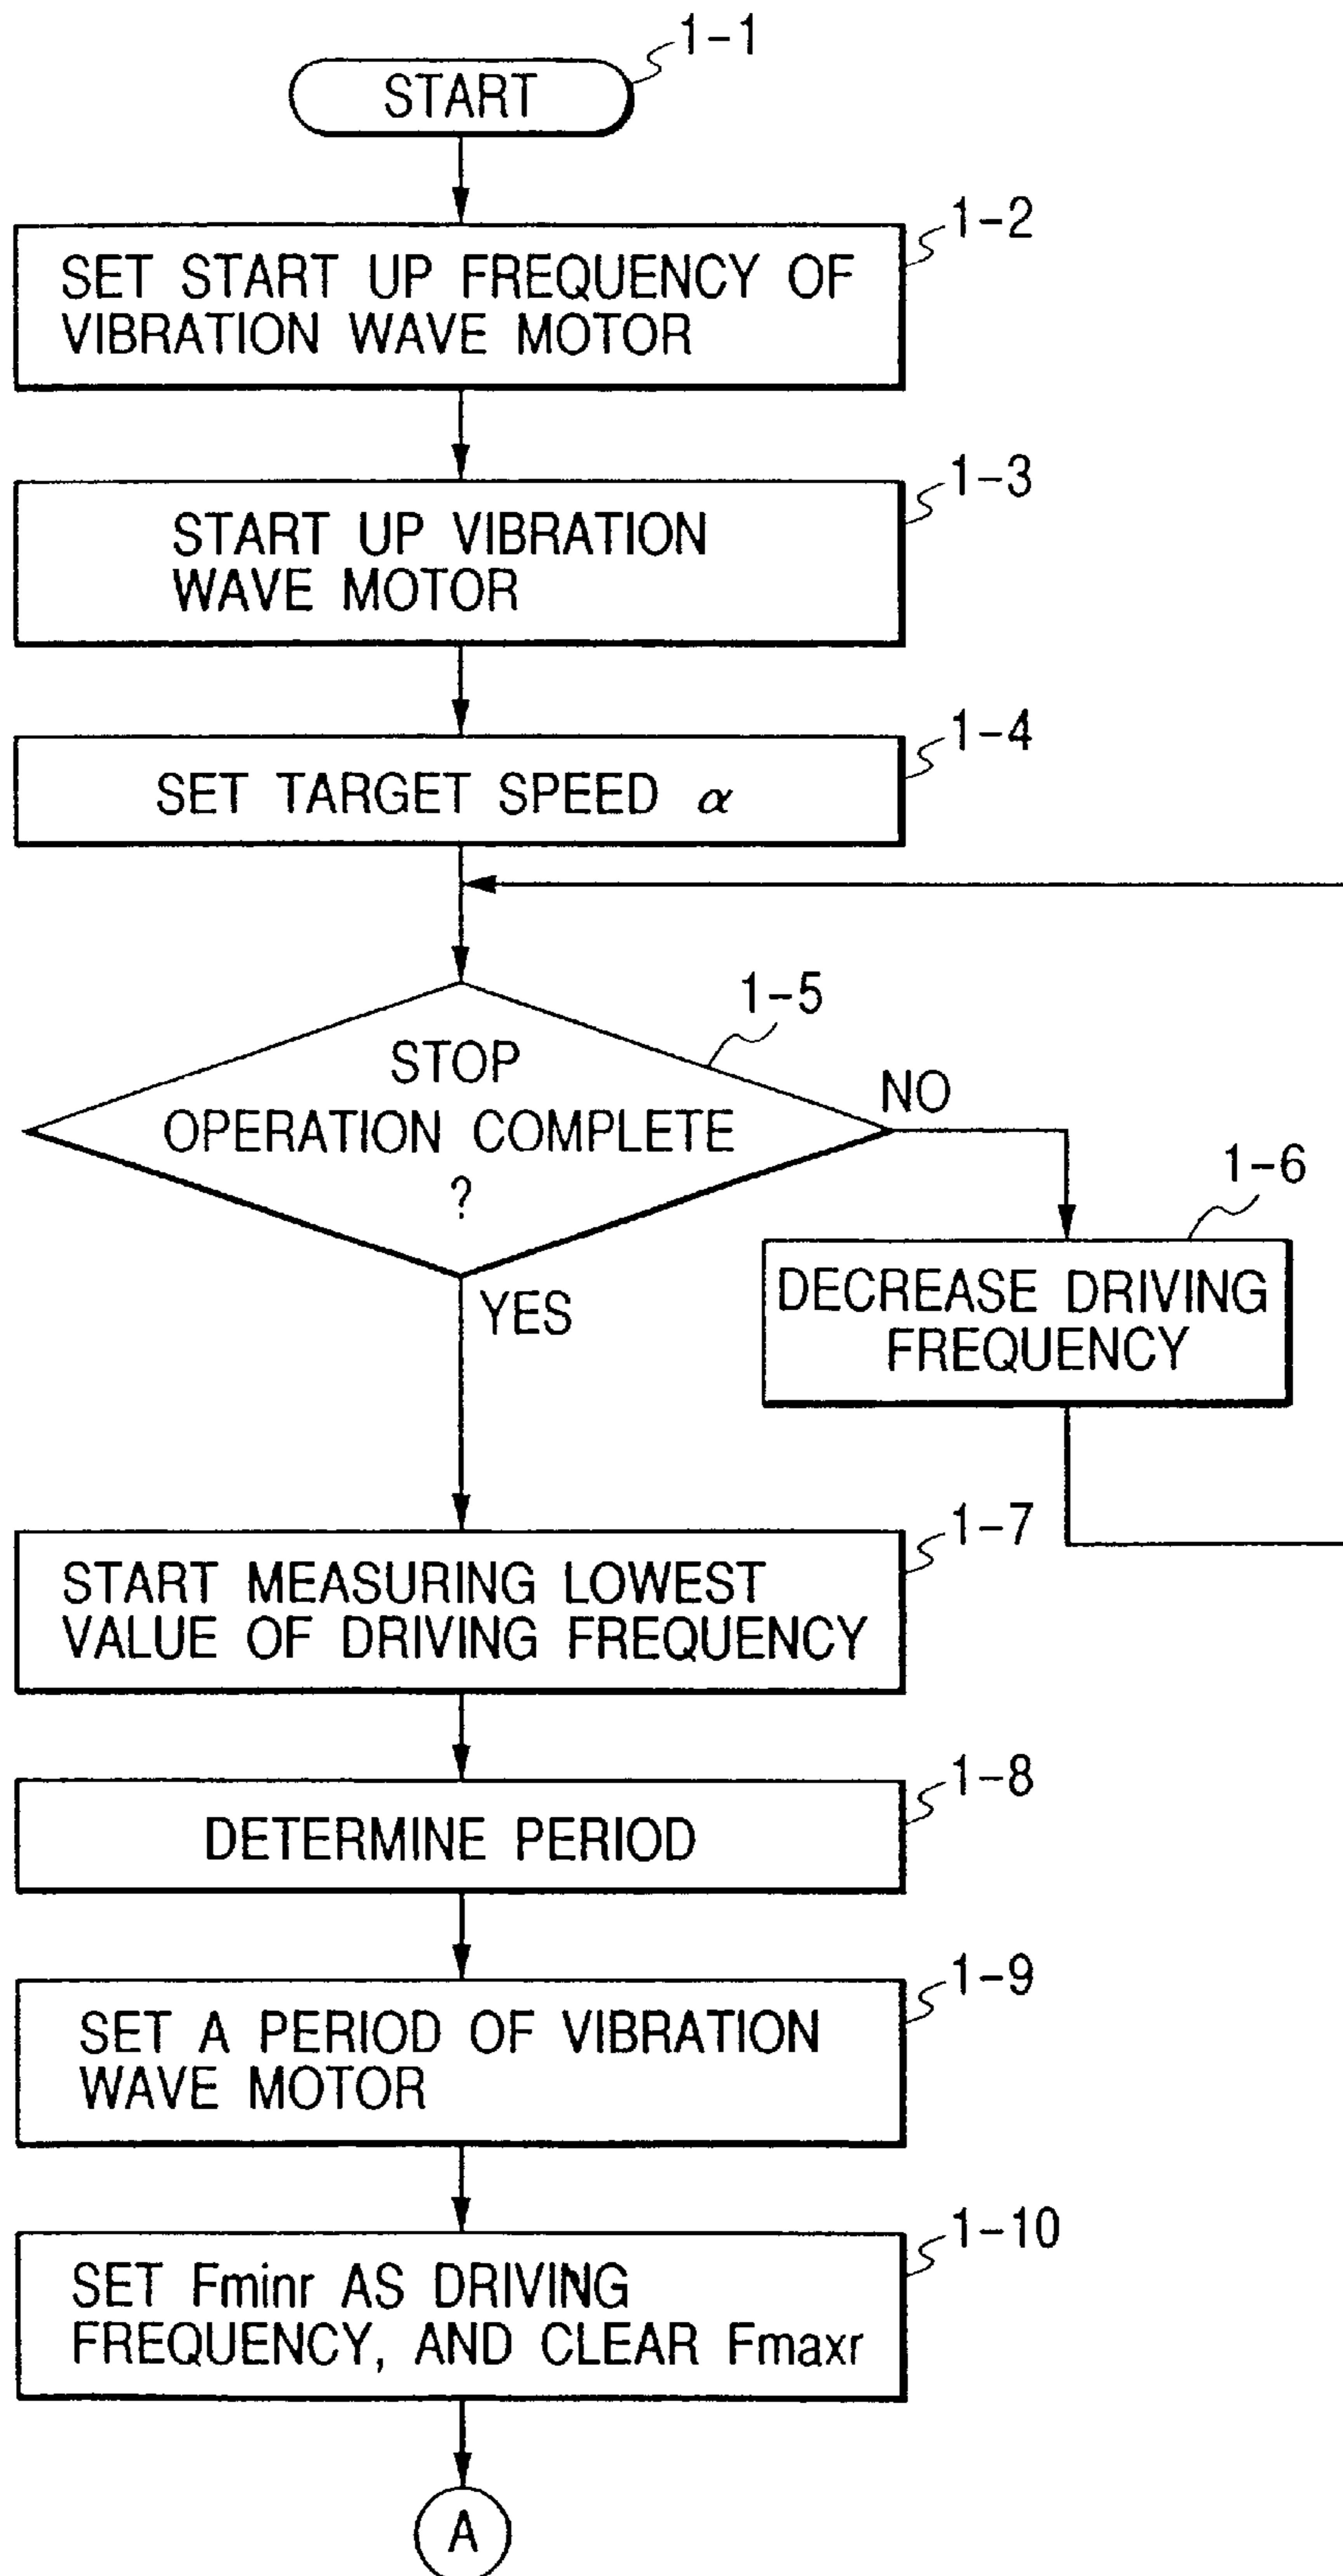 1-1
START
1-2
SET START UP FREQUENCY OF
VIBRATION WAVE MOTOR
1-3
START UP VIBRATION
WAVE MOTOR
1-4
SET TARGET SPEED α
1-5
STOP
OPERATION COMPLETE
?
NO
1-6
DECREASE DRIVING
FREQUENCY
YES
1-7
START MEASURING LOWEST
VALUE OF DRIVING FREQUENCY
1-8
DETERMINE PERIOD
1-9
SET A PERIOD OF VIBRATION
WAVE MOTOR
1-10
SET Fminr AS DRIVING
FREQUENCY, AND CLEAR Fmaxr
A